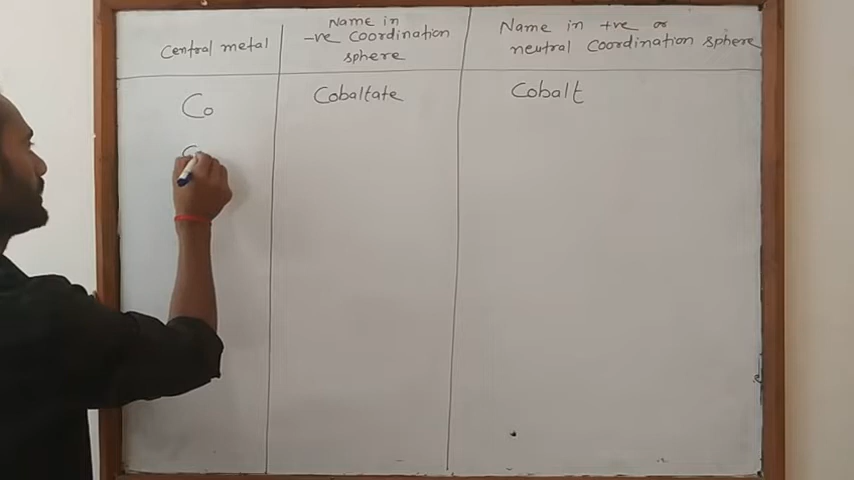 Central metal
Name in
-ve Coordination
sphere
Name in +ve or
neutral Coordination sphere
Co
Cobaltate
Cobalt